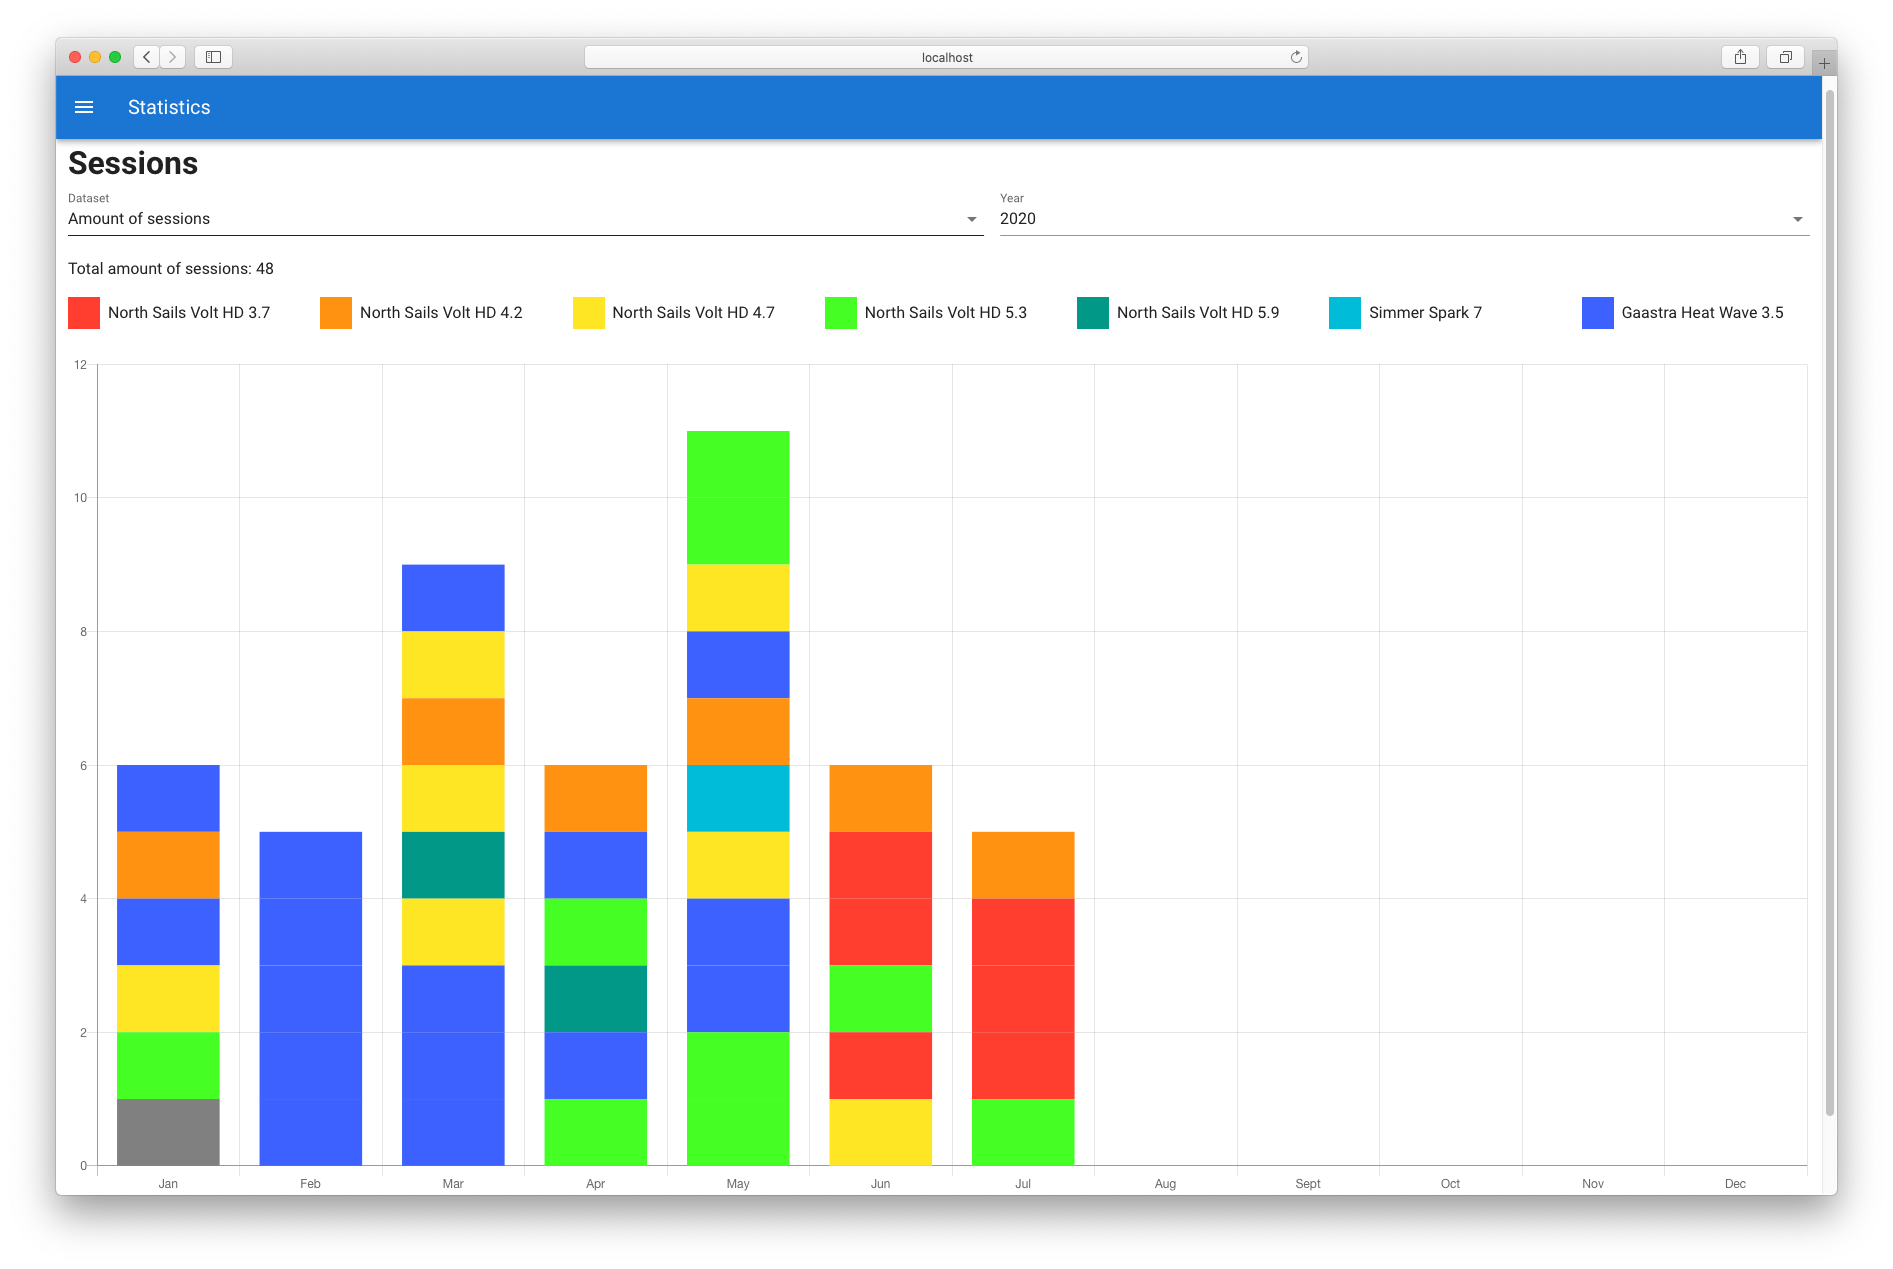 localhost
Statistics
Sessions
Dataset
Year
Amount of sessions
2020
Total amount of sessions: 48
North Sails Volt HD 3.7
North Sails Volt HD 4.2
North Sails Volt HD 4.7
North Sails Volt HD 5.3
North Sails Volt HD 5.9
Simmer Spark 7
Gaastra Heat Wave 3.5
12
10
8
6
4
2
0
Jan Feb Mar Apr May Jun Jul Aug Sept Oct Nov Dec